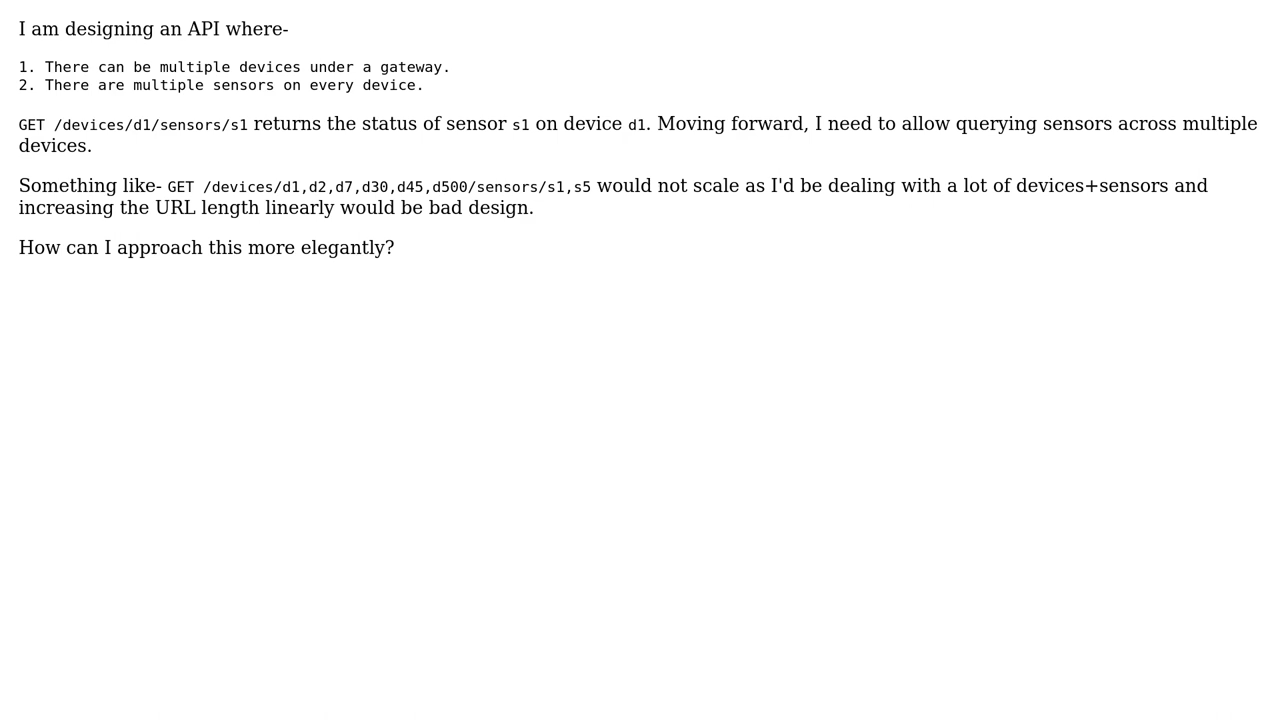 I am designing an API where-
1. There can be multiple devices under a gateway.
2. There are multiple sensors on every device.
GET /devices/d1/sensors/s1 returns the status of sensor s1 on device d1. Moving forward, I need to allow querying sensors across multiple
devices.
Something like- GET /devices/d1,d2,d7,d30,d45,d500/sensors/s1,s5 would not scale as I'd be dealing with a lot of devices+sensors and
increasing the URL length linearly would be bad design.
How can I approach this more elegantly?